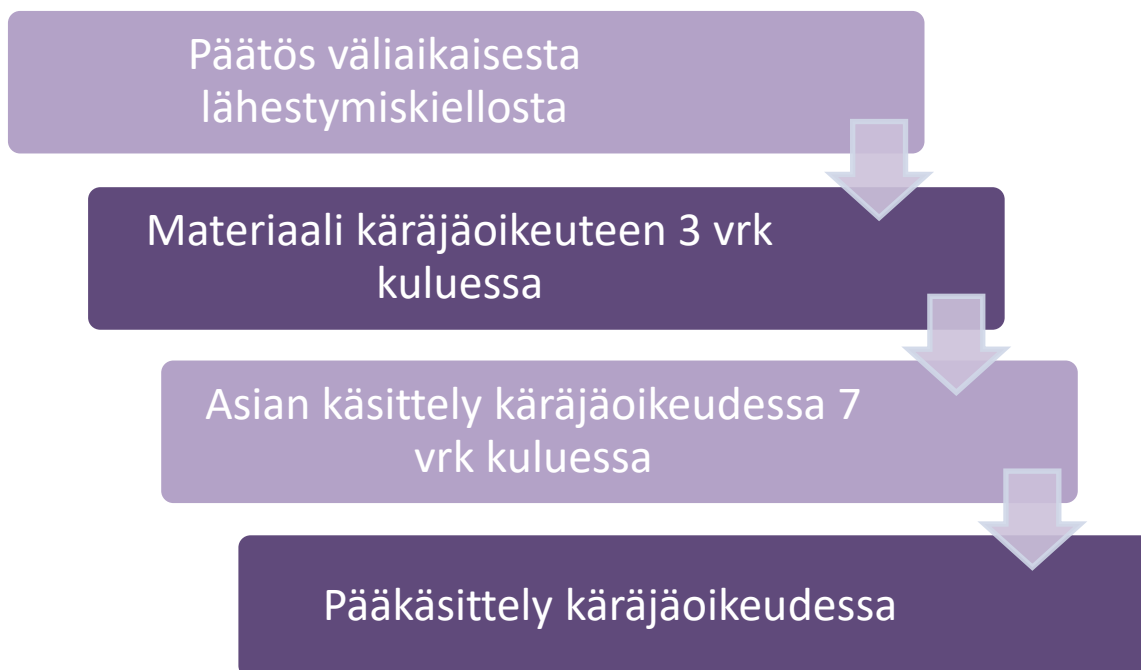 Päätös väliaikaisesta
lähestymiskiellosta
Materiaali käräjäoikeuteen 3 vrk
kuluessa
Asian käsittely käräjäoikeudessa 7
vrk kuluessa
Pääkäsittely käräjäoikeudessa